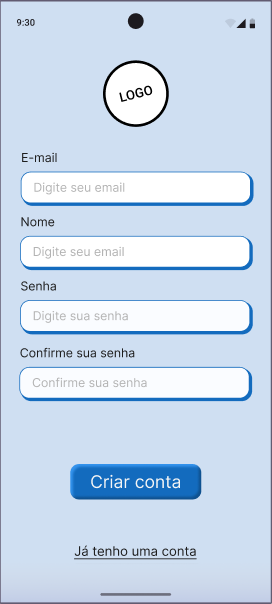 9:30
LOGO
E-mail
Digite seu email
Nome
Digite seu email
Senha
Digite sua senha
Confirme sua senha
Confirme sua senha
Criar conta
Já tenho uma conta